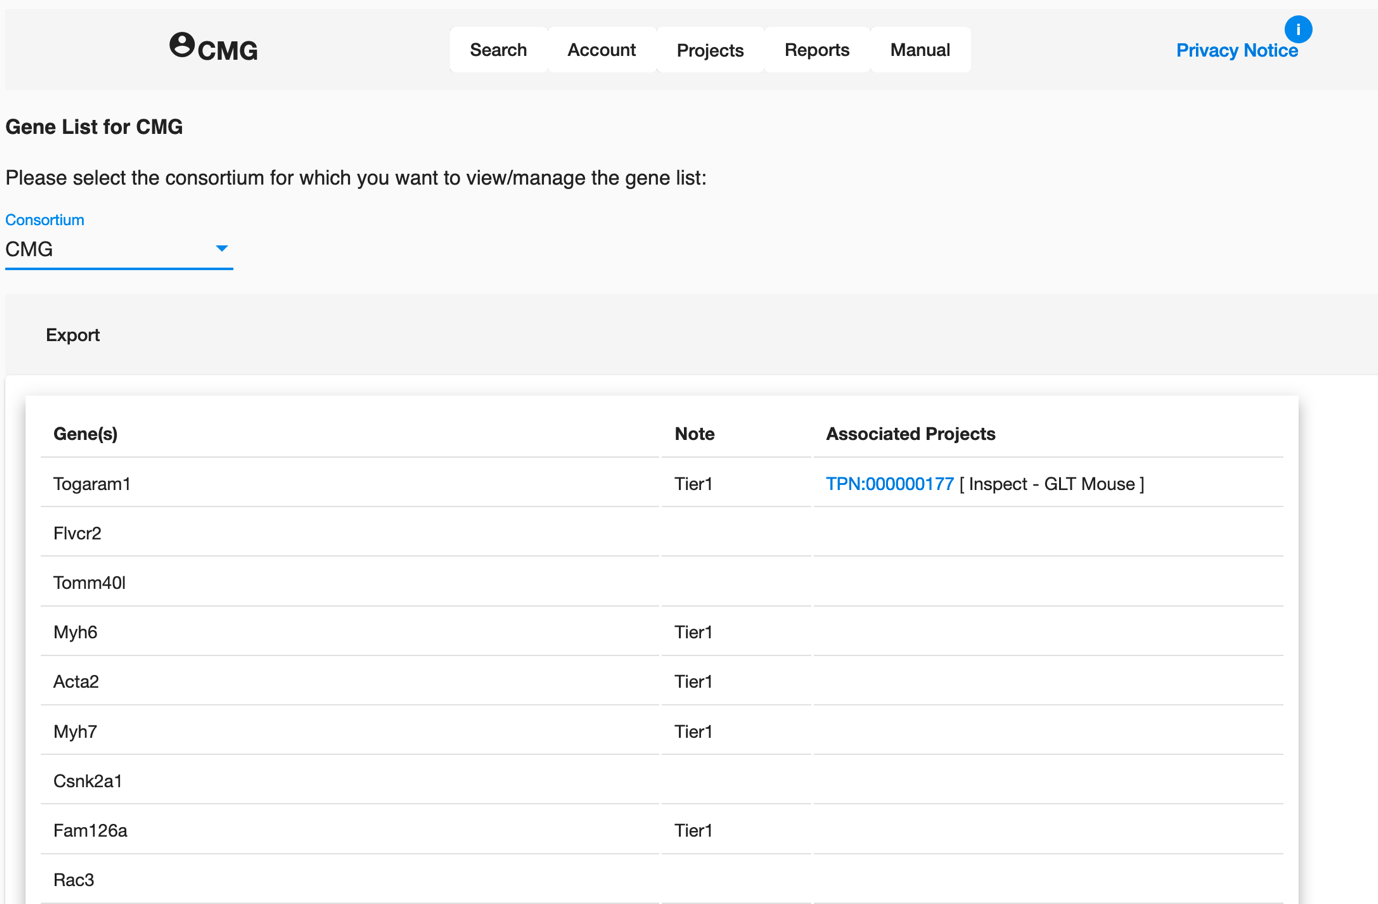 CMG Search Account Projects Reports Manual Privacy Notice i
Gene List for CMG
Please select the consortium for which you want to view/manage the gene list:
Consortium
CMG
Export
Gene(s) Note Associated Projects
Togaram1 Tier1 TPN:000000177 [ Inspect - GLT Mouse ]
Flvcr2
Tomm40l
Myh6 Tier1
Acta2 Tier1
Myh7 Tier1
Csnk2a1
Fam126a Tier1
Rac3